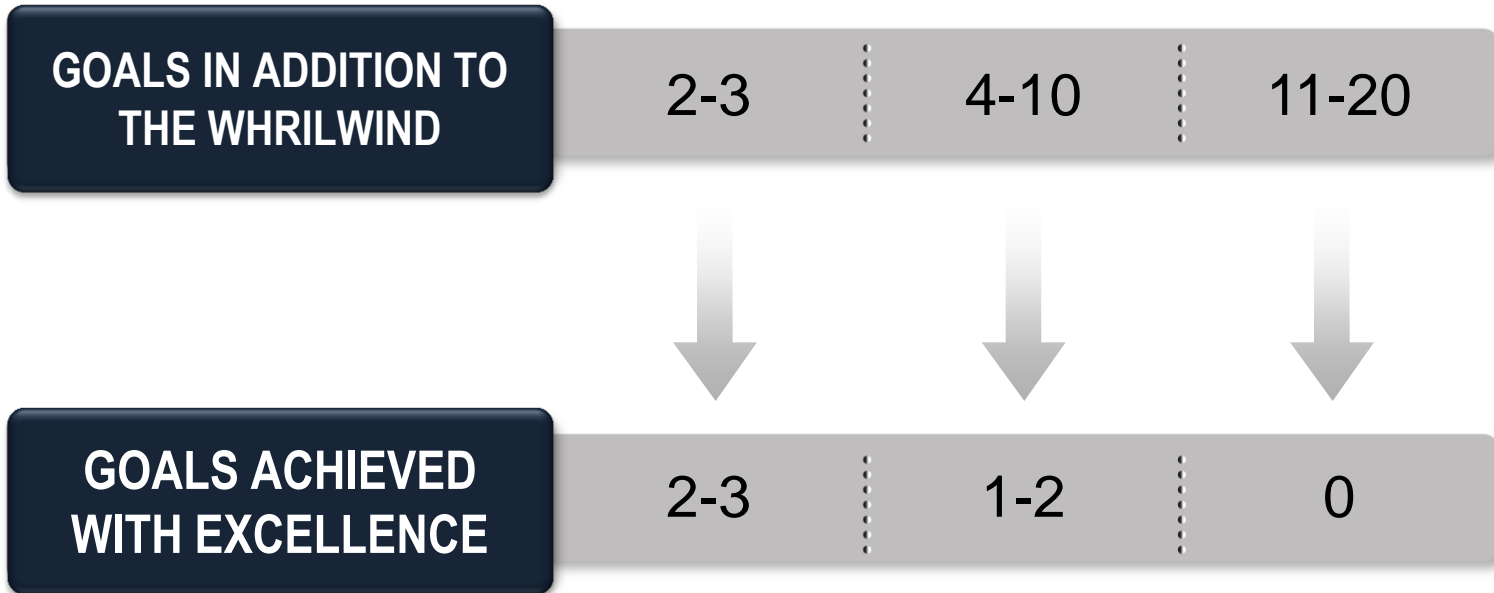 GOALS IN ADDITION TO
THE WHRILWIND
2-3 4-10 11-20
GOALS ACHIEVED
WITH EXCELLENCE
2-3 1-2 0